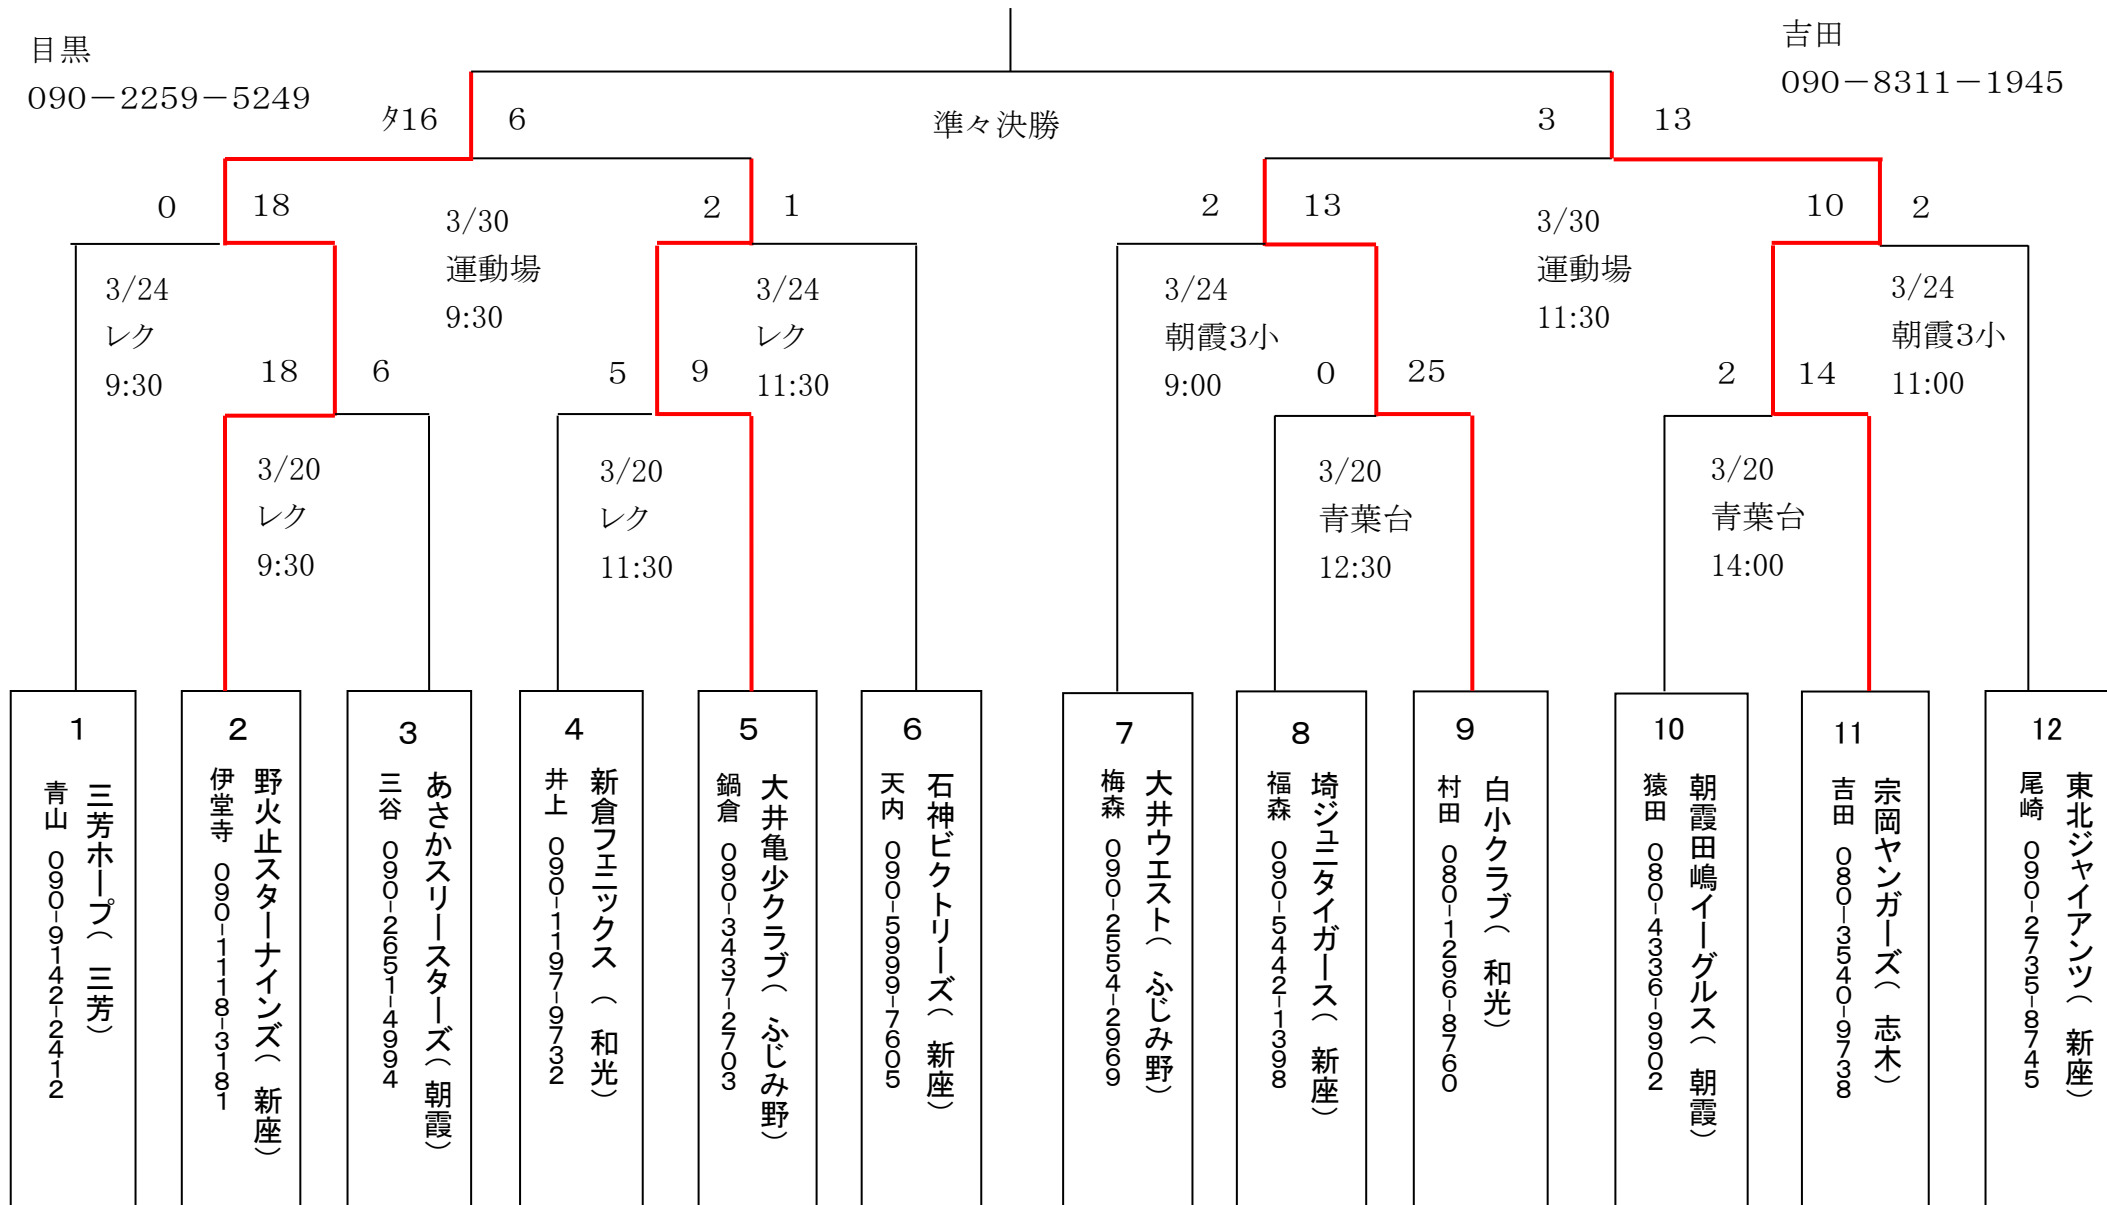 目黒
090－2259－5249
吉田
090－8311－1945
タ16
6
準々決勝
3
13
0
18
3/30
運動場
9:30
2
1
2
13
3/30
運動場
11:30
10
2
3/24
レク
9:30
3/24
レク
11:30
3/24
朝霞3小
9:00
3/24
朝霞3小
11:00
18
6
5
9
0
25
2
14
3/20
レク
9:30
3/20
レク
11:30
3/20
青葉台
12:30
3/20
青葉台
14:00
1
三芳ホープ（ 三芳）
青山 090-9142-2412
2
野火止スターナインズ（ 新座）
伊堂寺 090-1118-3181
3
あさかスリースターズ（朝霞）
三谷 090-2651-4994
4
新倉フェニックス （ 和光）
井上 090-1197-9732
5
大井亀少クラブ（ ふじみ野）
鍋倉 090-3437-2703
6
石神ビクトリーズ（ 新座）
天内 090-5999-7605
7
大井ウエスト（ ふじみ野）
梅森 090-2554-2969
8
埼ジュニタイガース（ 新座）
福森 090-5442-1398
9
白小クラブ（ 和光）
村田 080-1296-8760
10
朝霞田嶋イーグルス（ 朝霞）
猿田 080-4336-9902
11
宗岡ヤンガーズ（ 志木）
吉田 080-3540-9738
12
東北ジャイアンツ（ 新座）
尾崎 090-2735-8745